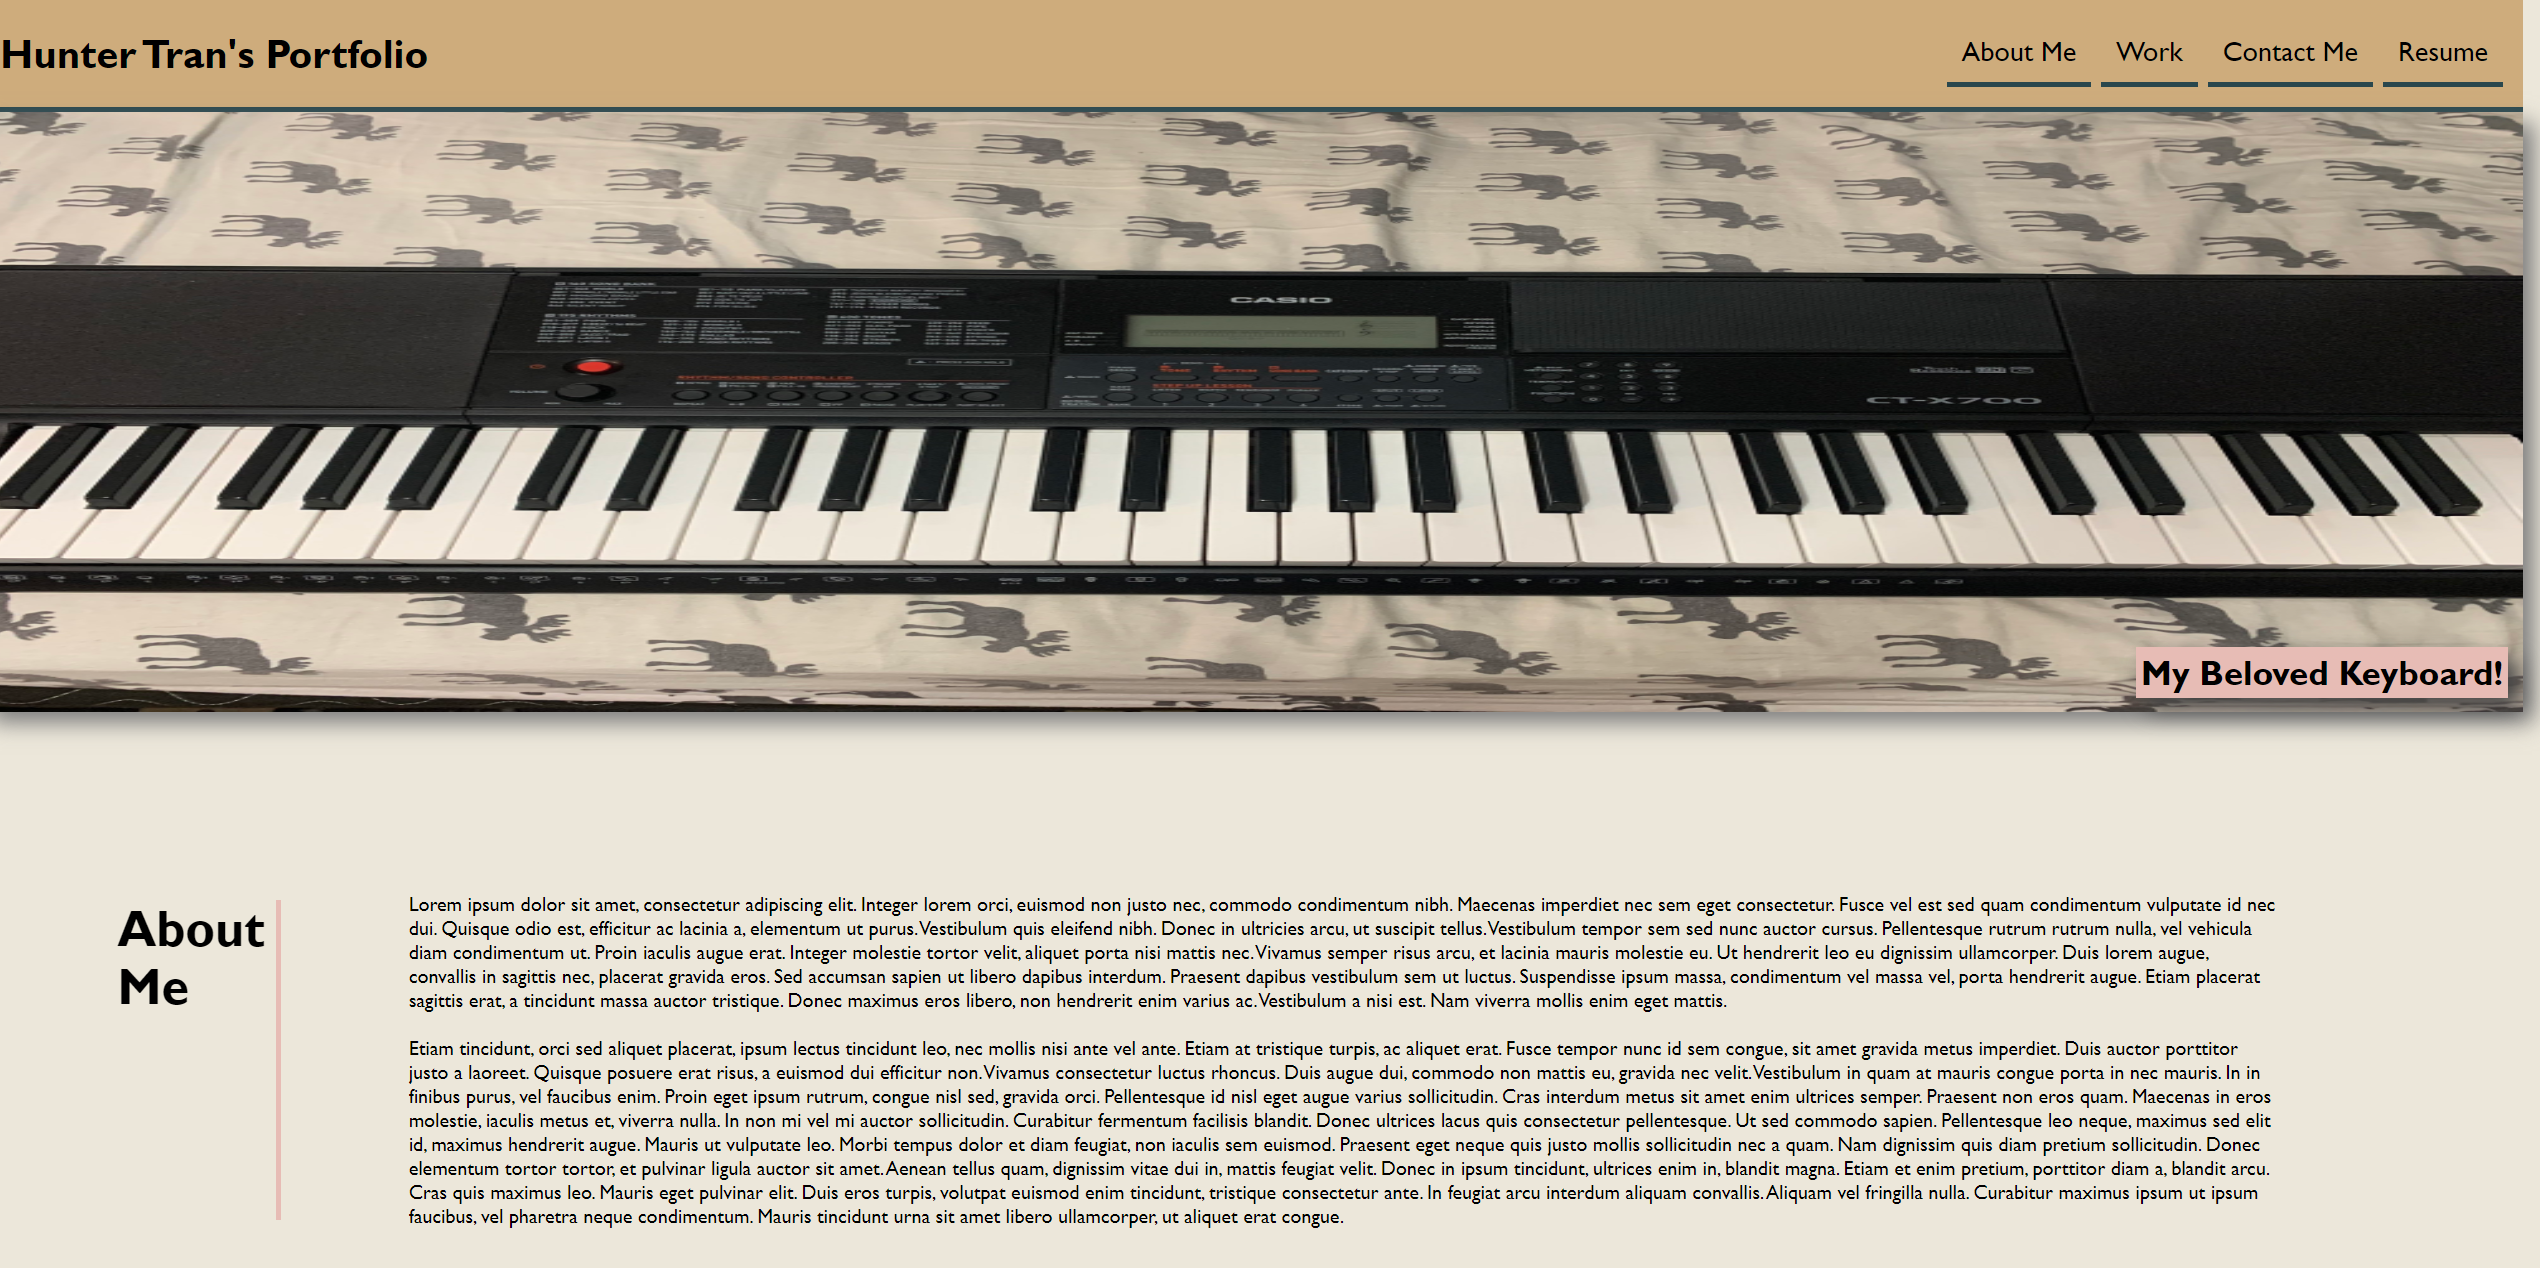 Hunter Tran's Portfolio
About Me
Work
Contact Me
Resume
CASIO
RHYTHM/SONG CONTROLLER
STEP UP LESSON
CT-X700
My Beloved Keyboard!
About
Me
Lorem ipsum dolor sit amet, consectetur adipiscing elit. Integer lorem orci, euismod non justo nec, commodo condimentum nibh. Maecenas imperdiet nec sem eget consectetur. Fusce vel est sed quam condimentum vulputate id nec
dui. Quisque odio est, efficitur ac lacinia a, elementum ut purus. Vestibulum quis eleifend nibh. Donec in ultricies arcu, ut suscipit tellus. Vestibulum tempor sem sed nunc auctor cursus. Pellentesque rutrum rutrum nulla, vel vehicula
diam condimentum ut. Proin iaculis augue erat. Integer molestie tortor velit, aliquet porta nisi mattis nec. Vivamus semper risus arcu, et lacinia mauris molestie eu. Ut hendrerit leo eu dignissim ullamcorper. Duis lorem augue,
convallis in sagittis nec, placerat gravida eros. Sed accumsan sapien ut libero dapibus interdum. Praesent dapibus vestibulum sem ut luctus. Suspendisse ipsum massa, condimentum vel massa vel, porta hendrerit augue. Etiam placerat
sagittis erat, a tincidunt massa auctor tristique. Donec maximus eros libero, non hendrerit enim varius ac. Vestibulum a nisi est. Nam viverra mollis enim eget mattis.
Etiam tincidunt, orci sed aliquet placerat, ipsum lectus tincidunt leo, nec mollis nisi ante vel ante. Etiam at tristique turpis, ac aliquet erat. Fusce tempor nunc id sem congue, sit amet gravida metus imperdiet. Duis auctor porttitor
justo a laoreet. Quisque posuere erat risus, a euismod dui efficitur non. Vivamus consectetur luctus rhoncus. Duis augue dui, commodo non mattis eu, gravida nec velit. Vestibulum in quam at mauris congue porta in nec mauris. In in
finibus purus, vel faucibus enim. Proin eget ipsum rutrum, congue nisl sed, gravida orci. Pellentesque id nisl eget augue varius sollicitudin. Cras interdum metus sit amet enim ultrices semper. Praesent non eros quam. Maecenas in eros
molestie, iaculis metus et, viverra nulla. In non mi vel mi auctor sollicitudin. Curabitur fermentum facilisis blandit. Donec ultrices lacus quis consectetur pellentesque. Ut sed commodo sapien. Pellentesque leo neque, maximus sed elit
id, maximus hendrerit augue. Mauris ut vulputate leo. Morbi tempus dolor et diam feugiat, non iaculis sem euismod. Praesent eget neque quis justo mollis sollicitudin nec a quam. Nam dignissim quis diam pretium sollicitudin. Donec
elementum tortor tortor, et pulvinar ligula auctor sit amet. Aenean tellus quam, dignissim vitae dui in, mattis feugiat velit. Donec in ipsum tincidunt, ultrices enim in, blandit magna. Etiam et enim pretium, porttitor diam a, blandit arcu.
Cras quis maximus leo. Mauris eget pulvinar elit. Duis eros turpis, volutpat euismod enim tincidunt, tristique consectetur ante. In feugiat arcu interdum aliquam convallis. Aliquam vel fringilla nulla. Curabitur maximus ipsum ut ipsum
faucibus, vel pharetra neque condimentum. Mauris tincidunt urna sit amet libero ullamcorper, ut aliquet erat congue.